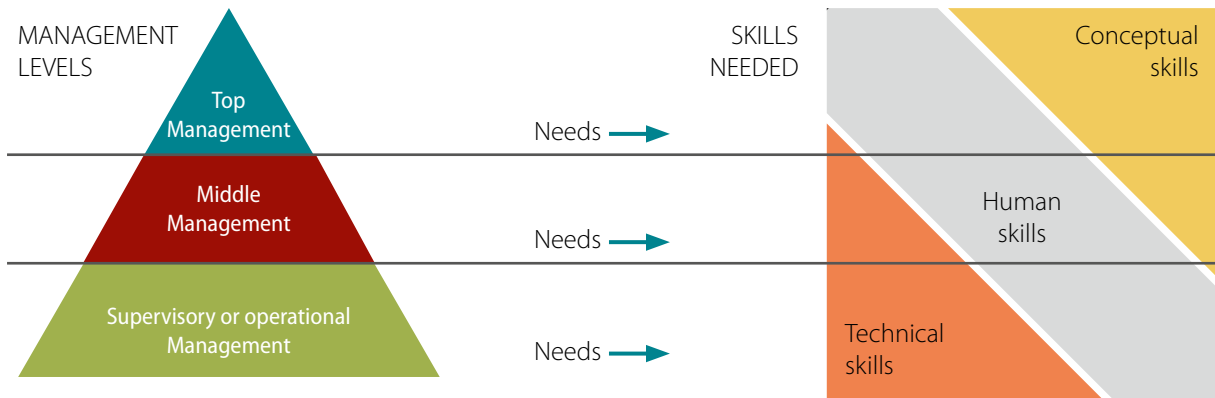 MANAGEMENT
LEVELS
SKILLS
NEEDED
Conceptual
skills
Top
Management
Needs
Middle
Management
Needs
Human
skills
Supervisory or operational
Management
Needs
Technical
skills